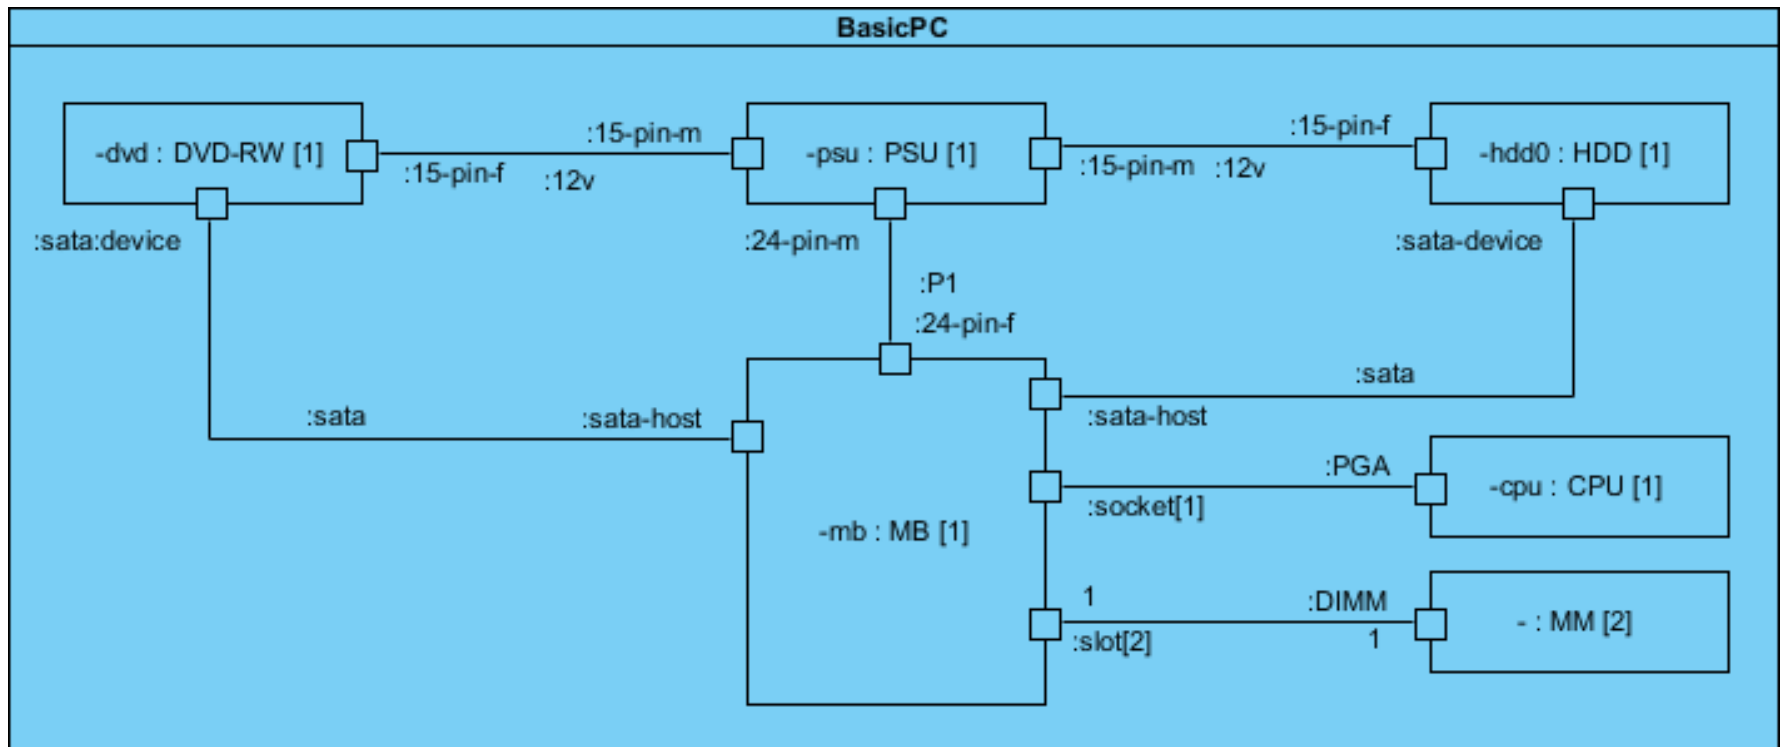 BasicPC
-dvd : DVD-RW [1]
:15-pin-m
:15-pin-f
:12v
-psu : PSU [1]
:15-pin-f
:15-pin-m
:12v
-hdd0 : HDD [1]
:sata:device
:24-pin-m
:sata-device
:P1
:24-pin-f
:sata
:sata-host
:sata
:sata-host
:PGA
:socket[1]
-cpu : CPU [1]
-mb : MB [1]
1
:DIMM
:slot[2]
1
- : MM [2]